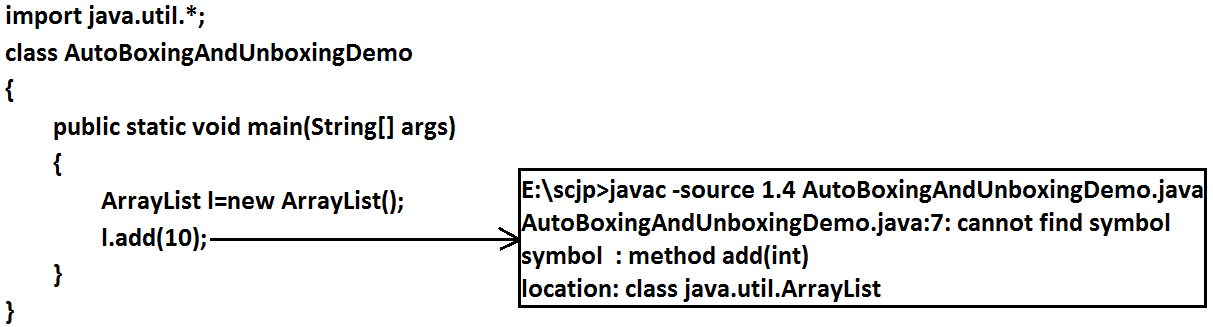 import java.util.*;
class AutoBoxingAndUnboxingDemo
{
public static void main(String[] args)
{
ArrayList l=new ArrayList();
l.add(10);
}
}
E:\scjp>javac -source 1.4 AutoBoxingAndUnboxingDemo.java
AutoBoxingAndUnboxingDemo.java:7: cannot find symbol
symbol : method add(int)
location: class java.util.ArrayList